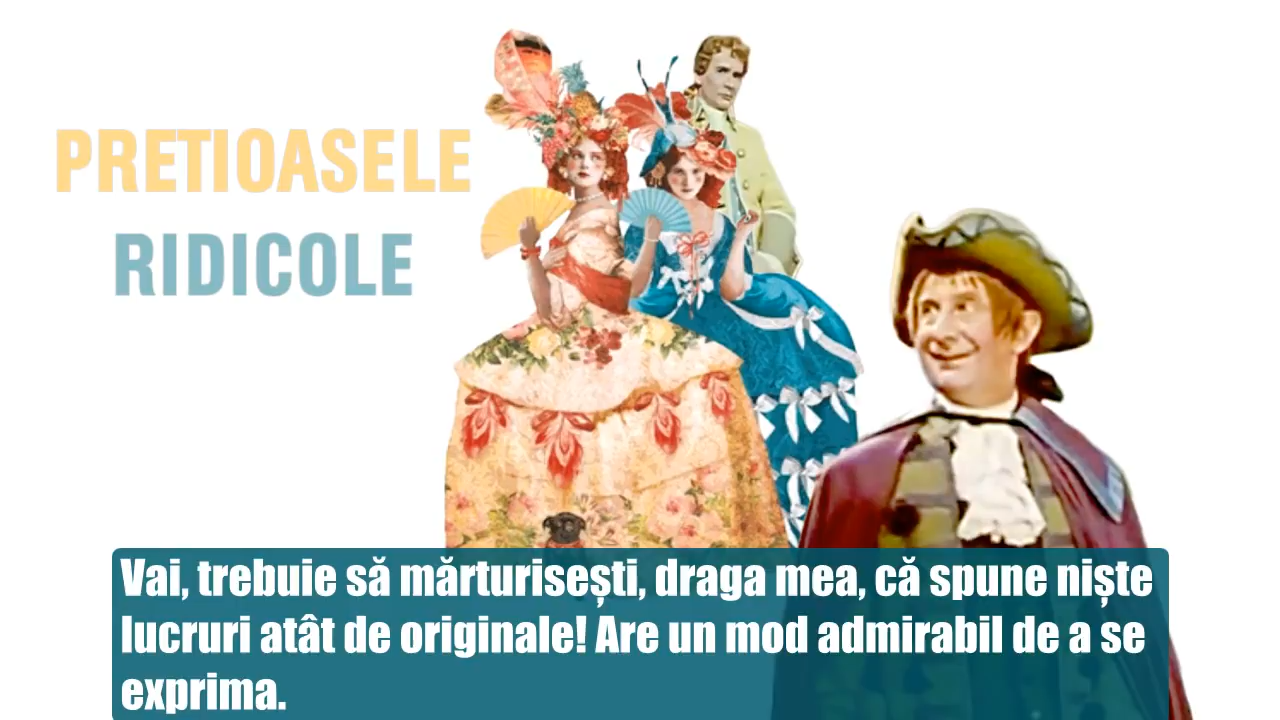 PRETIOASELE
RIDICOLE
Vai, trebuie să mărturisești, draga mea, că spune niște
lucruri atât de originale! Are un mod admirabil de a se
exprima.